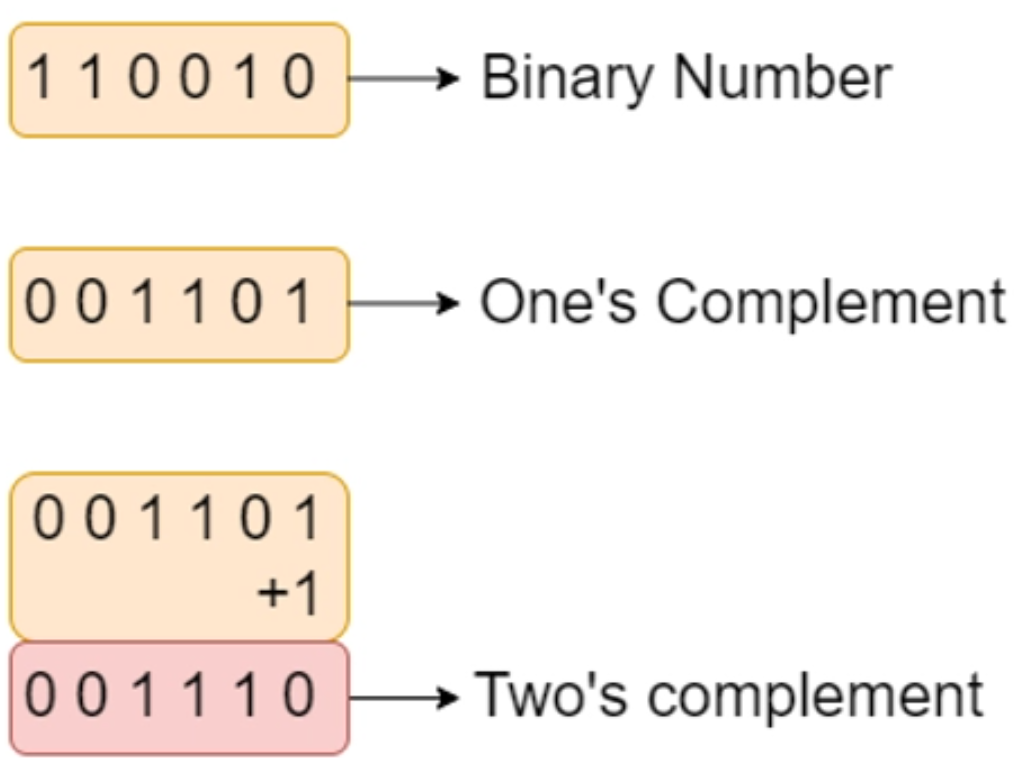 1 1 0 0 1 0 Binary Number
0 0 1 1 0 1 One's Complement
0 0 1 1 0 1
+1
0 0 1 1 1 0 Two's complement